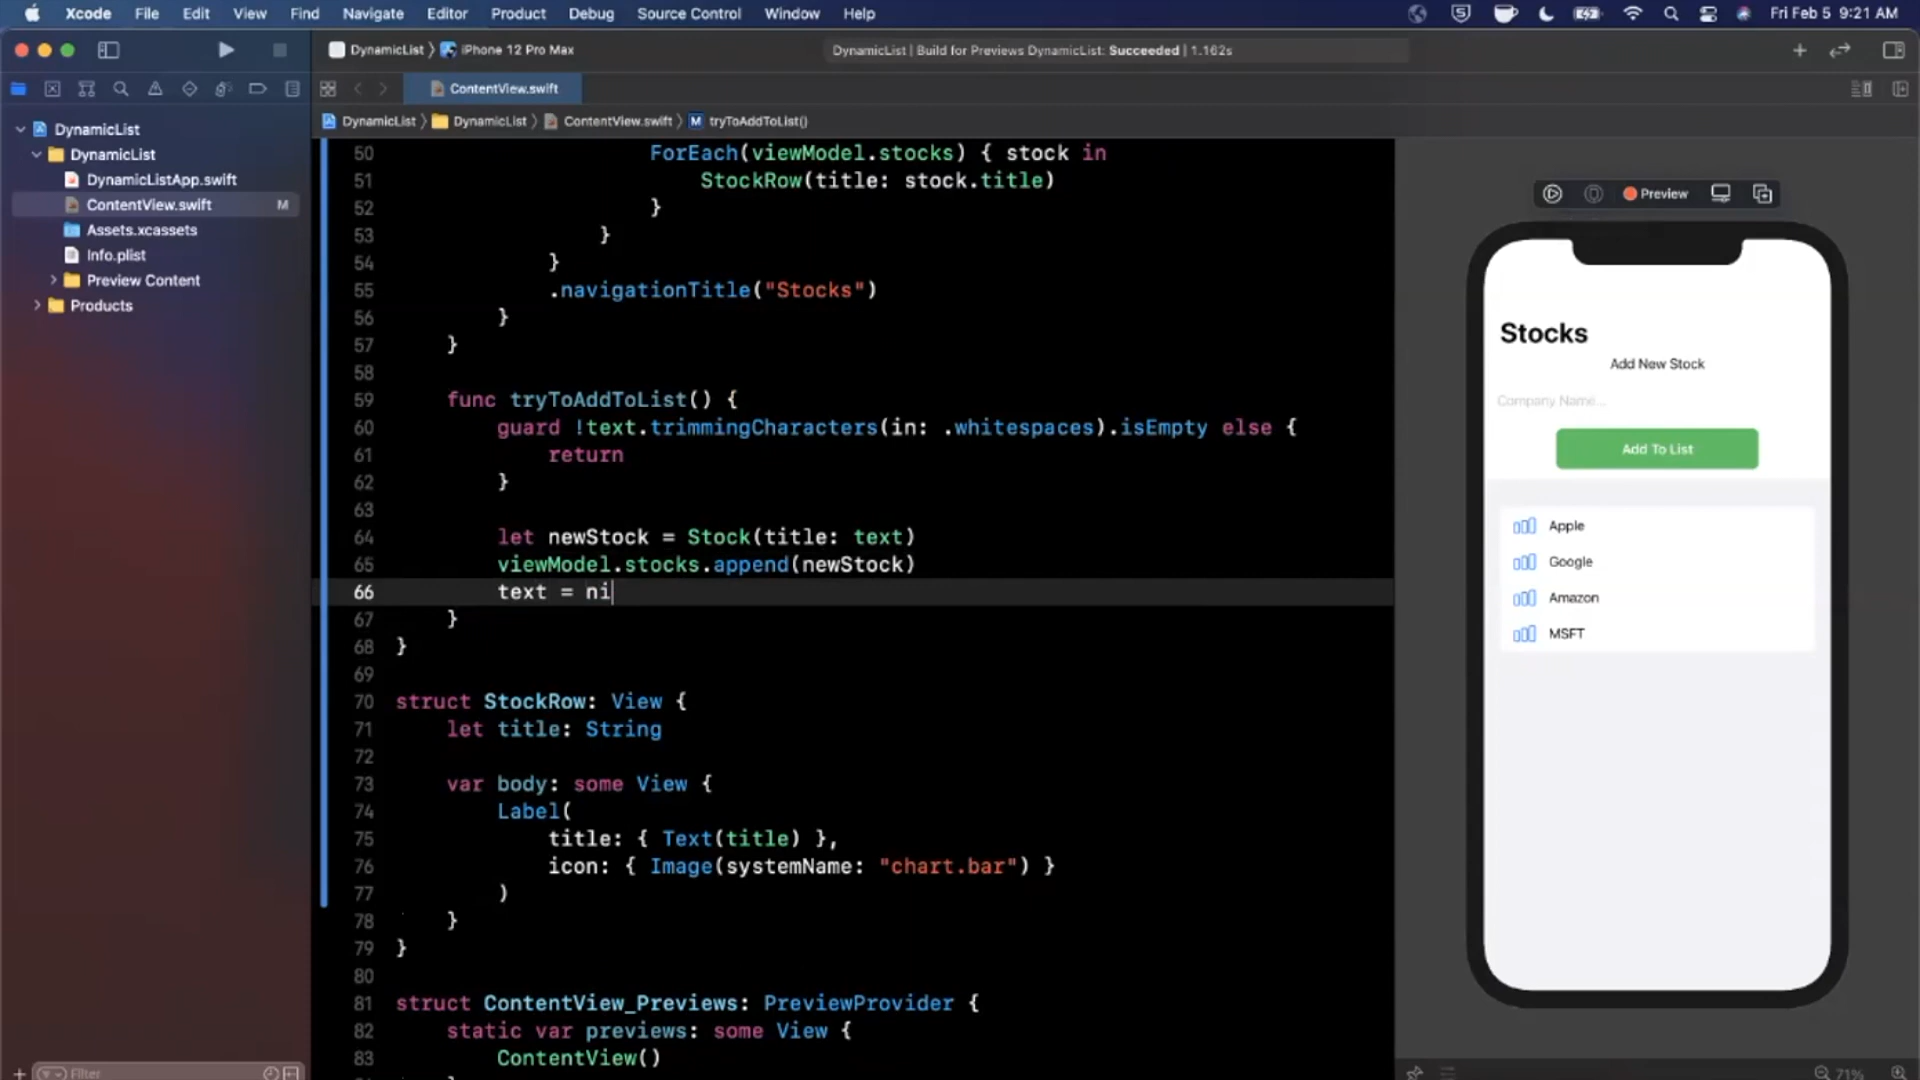 Xcode File Edit View Find Navigate Editor Product Debug Source Control Window Help Fri Feb 5 9:21 AM
DynamicList iPhone 12 Pro Max DynamicList | Build for Previews DynamicList: Succeeded | 1.162s
ContentView.swift
DynamicList DynamicList ContentView.swift M tryToAddToList()
DynamicList
DynamicList
DynamicListApp.swift
ContentView.swift M
Assets.xcassets
Info.plist
Preview Content
Products
Filter
50 ForEach(viewModel.stocks) { stock in
51 StockRow(title: stock.title)
52 }
53 }
54 }
55 .navigationTitle("Stocks")
56 }
57 }
58
59 func tryToAddToList() {
60 guard !text.trimmingCharacters(in: .whitespaces).isEmpty else {
61 return
62 }
63
64 let newStock = Stock(title: text)
65 viewModel.stocks.append(newStock)
66 text = ni
67 }
68 }
69
70 struct StockRow: View {
71 let title: String
72
73 var body: some View {
74 Label(
75 title: { Text(title) },
76 icon: { Image(systemName: "chart.bar") }
77 )
78 }
79 }
80
81 struct ContentView_Previews: PreviewProvider {
82 static var previews: some View {
83 ContentView()
Preview
Stocks
Add New Stock
Company Name...
Add To List
Apple
Google
Amazon
MSFT
71%